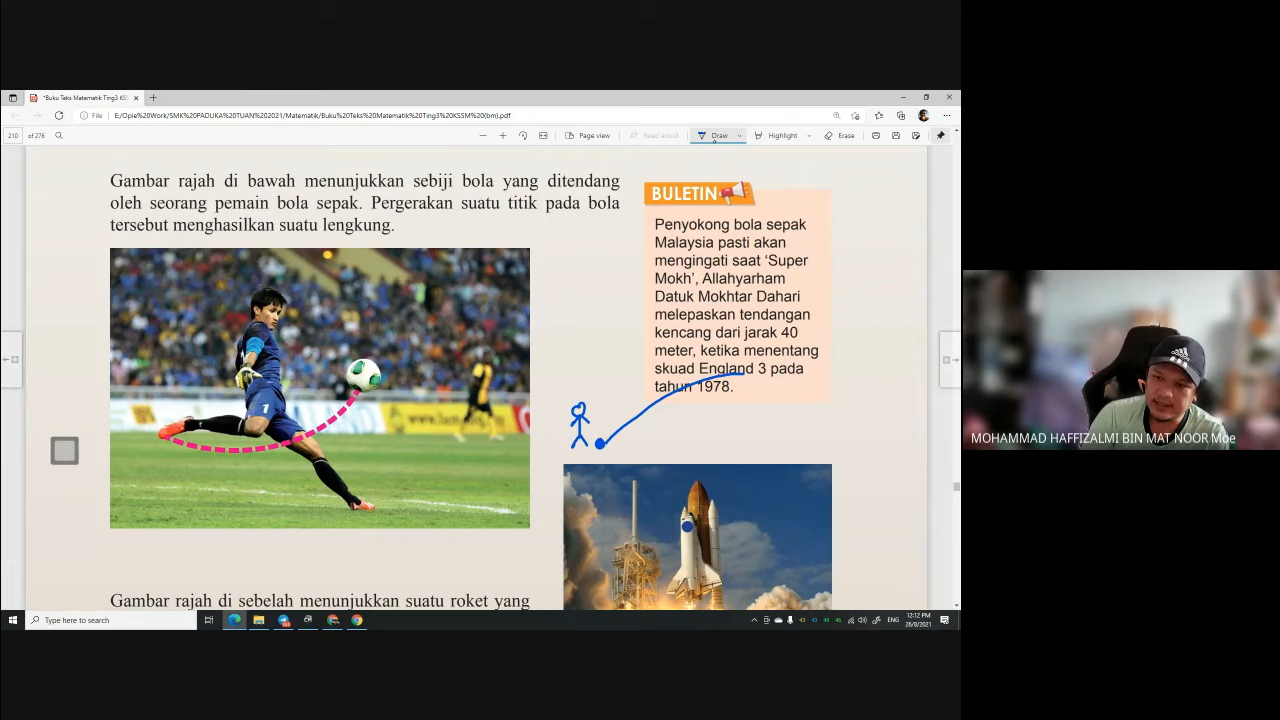 *Buku Teks Matematik Ting3 KS
File
E:/Opie%20Work/SMK%20PADUKA%20TUAN%202021/Matematik/Buku%20Teks%20Matematik%20Ting3%20KSSM%20(bm).pdf
210 of 276
Page view
Read aloud
Draw
Highlight
Erase
Gambar rajah di bawah menunjukkan sebiji bola yang ditendang
oleh seorang pemain bola sepak. Pergerakan suatu titik pada bola
tersebut menghasilkan suatu lengkung.
1
BULETIN
Penyokong bola sepak
Malaysia pasti akan
mengingati saat ‘Super
Mokh’, Allahyarham
Datuk Mokhtar Dahari
melepaskan tendangan
kencang dari jarak 40
meter, ketika menentang
skuad England 3 pada
tahun 1978.
Gambar rajah di sebelah menunjukkan suatu roket yang
Type here to search
ENG
12:12 PM
26/8/2021
MOHAMMAD HAFFIZALMI BIN MAT NOOR Moe